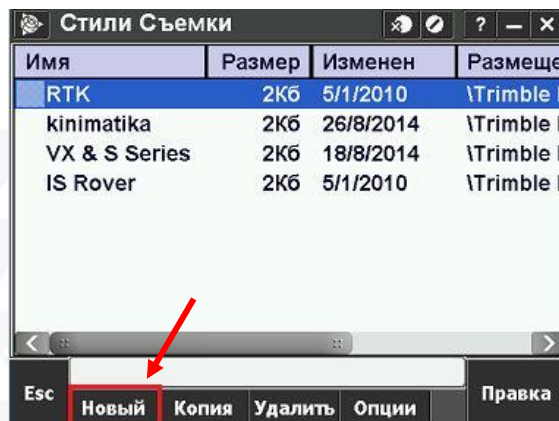 Стили Съемки ? – ×
Имя Размер Изменен Размеще
RTK 2Кб 5/1/2010 \Trimble
kinimatika 2Кб 26/8/2014 \Trimble
VX & S Series 2Кб 18/8/2014 \Trimble
IS Rover 2Кб 5/1/2010 \Trimble
Esc Новый Копия Удалить Опции Правка